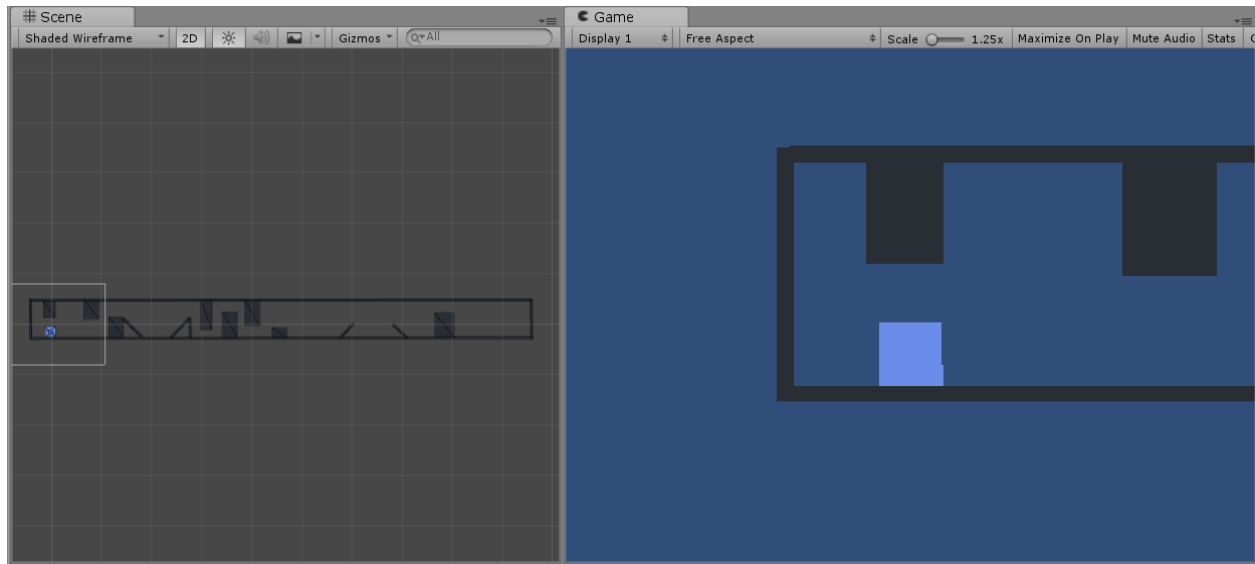 Scene
Game
Shaded Wireframe
2D
Gizmos
All
Display 1
Free Aspect
Scale
1.25x
Maximize On Play
Mute Audio
Stats